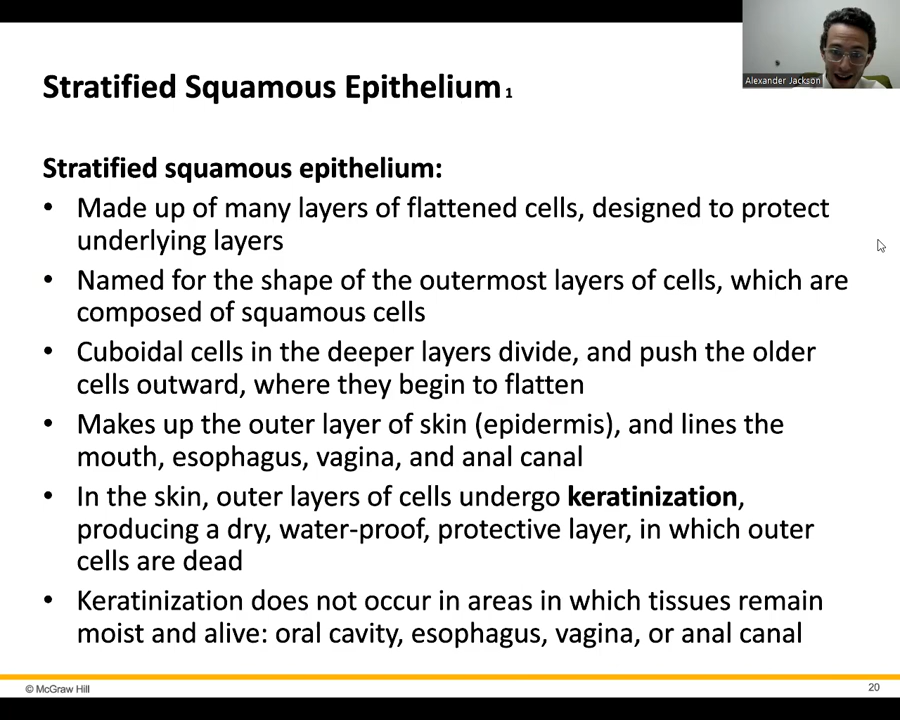 Alexander Jackson
Stratified Squamous Epithelium 1
Stratified squamous epithelium:
• Made up of many layers of flattened cells, designed to protect
underlying layers
• Named for the shape of the outermost layers of cells, which are
composed of squamous cells
• Cuboidal cells in the deeper layers divide, and push the older
cells outward, where they begin to flatten
• Makes up the outer layer of skin (epidermis), and lines the
mouth, esophagus, vagina, and anal canal
• In the skin, outer layers of cells undergo keratinization,
producing a dry, water-proof, protective layer, in which outer
cells are dead
• Keratinization does not occur in areas in which tissues remain
moist and alive: oral cavity, esophagus, vagina, or anal canal
© McGraw Hill
20